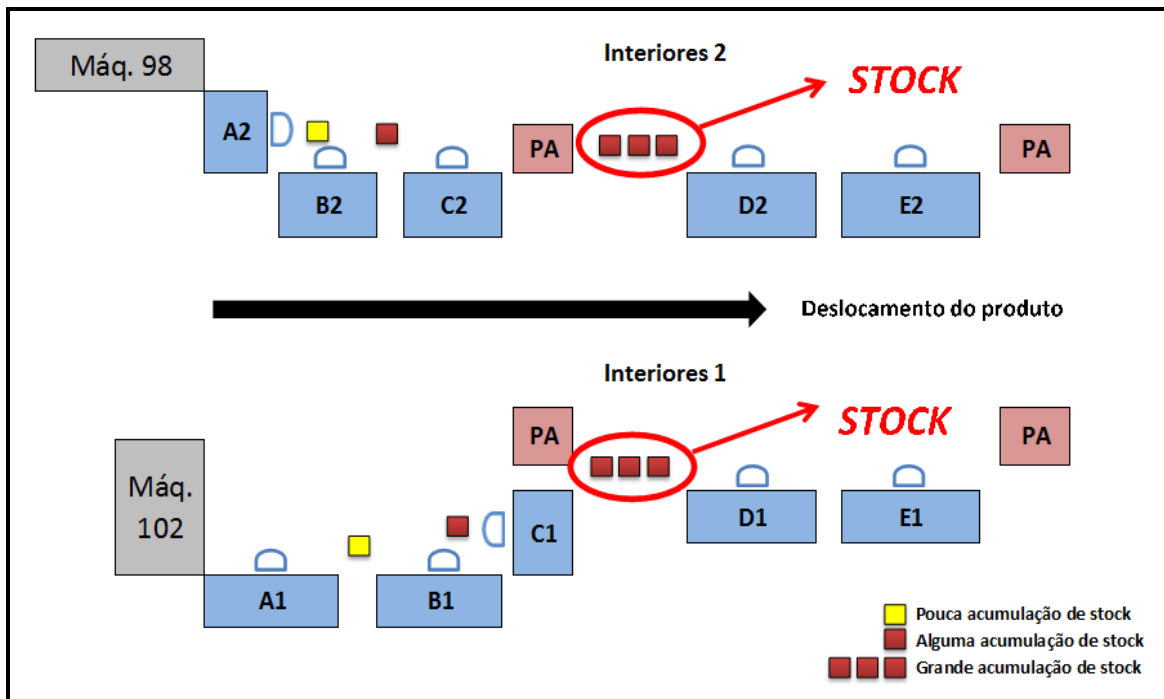 Interiores 2
Máq. 98
STOCK
A2
PA
PA
B2
C2
D2
E2
Deslocamento do produto
Interiores 1
STOCK
PA
PA
Máq.
102
C1
D1
E1
A1
B1
Pouca acumulação de stock
Alguma acumulação de stock
Grande acumulação de stock